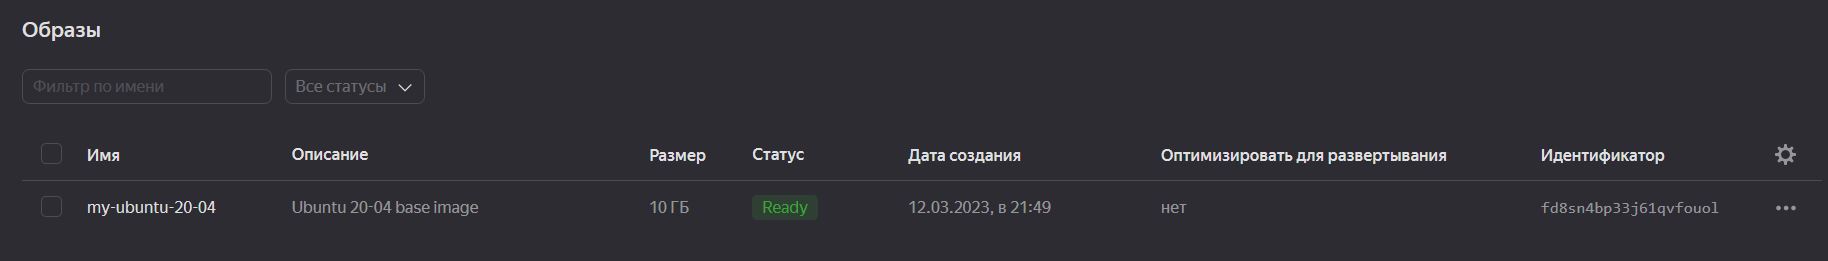 Образы
Фильтр по имени Все статусы
Имя Описание Размер Статус Дата создания Оптимизировать для развертывания Идентификатор
my-ubuntu-20-04 Ubuntu 20-04 base image 10 ГБ Ready 12.03.2023, в 21:49 нет fd8sn4bp33j61qvfouol